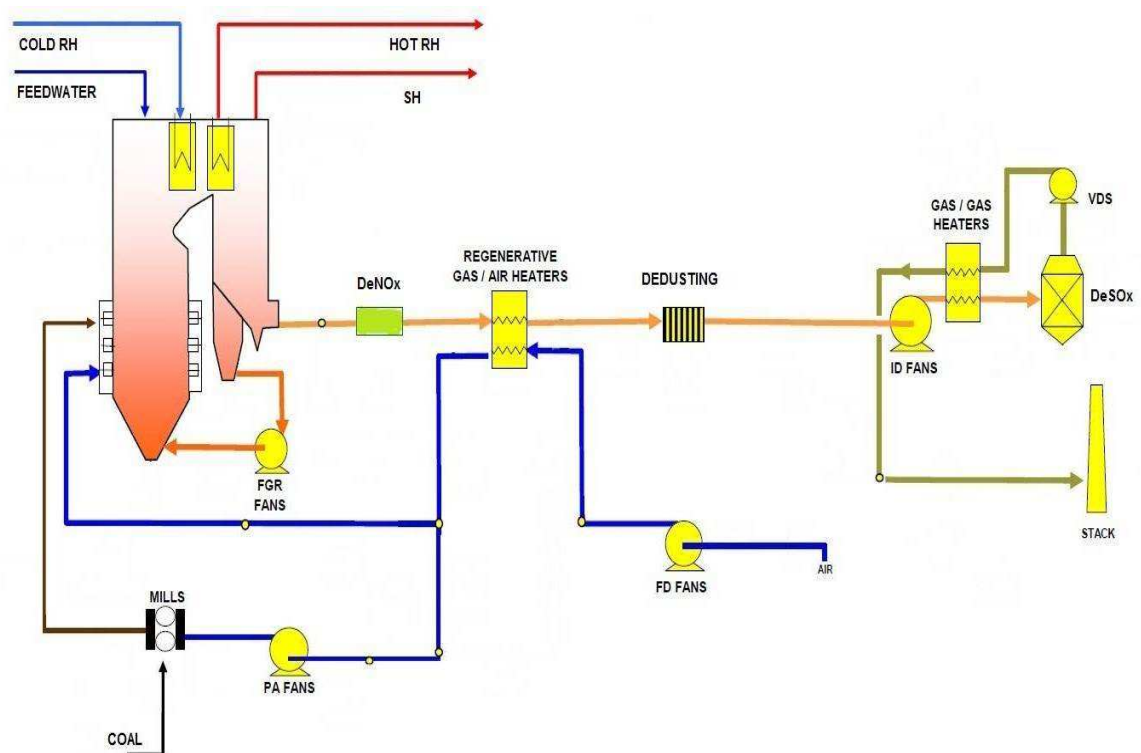 COLD RH
HOT RH
FEEDWATER
SH
GAS / GAS
HEATERS
VDS
REGENERATIVE
GAS / AIR HEATERS
DeNOx
DEDUSTING
DeSOx
ID FANS
FGR
FANS
STACK
AIR
FD FANS
MILLS
PA FANS
COAL